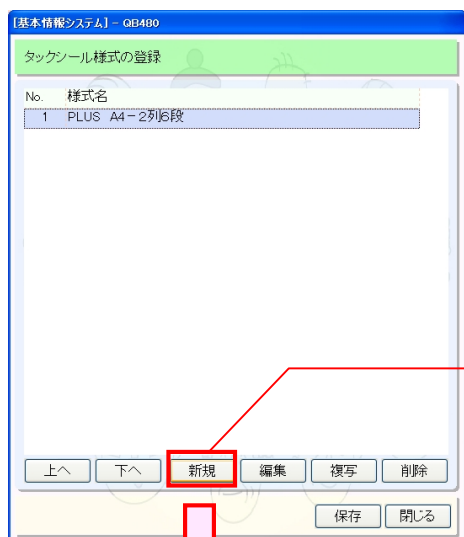 [基本情報システム] - QB480
タックシール様式の登録
No. 様式名
1 PLUS A4－2列6段
上へ 下へ 新規 編集 複写 削除
保存 閉じる